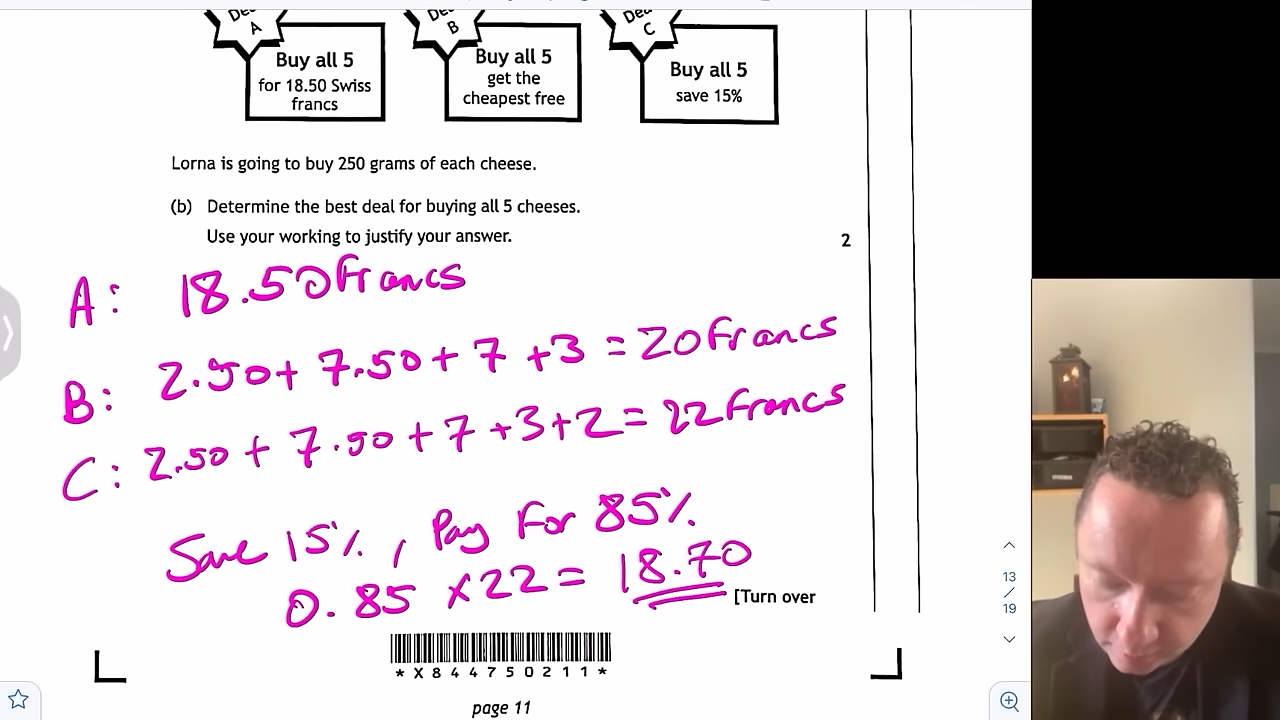 A
B
C
Buy all 5
for 18.50 Swiss
francs
Buy all 5
get the
cheapest free
Buy all 5
save 15%
Lorna is going to buy 250 grams of each cheese.
(b) Determine the best deal for buying all 5 cheeses.
Use your working to justify your answer.
2
A: 18.50 Francs
B: 2.50 + 7.50 + 7 + 3 = 20 Francs
C: 2.50 + 7.50 + 7 + 3 + 2 = 22 Francs
Save 15%, Pay For 85%
0.85 × 22 = 18.70
[Turn over
*X844750211*
page 11
13
/
19